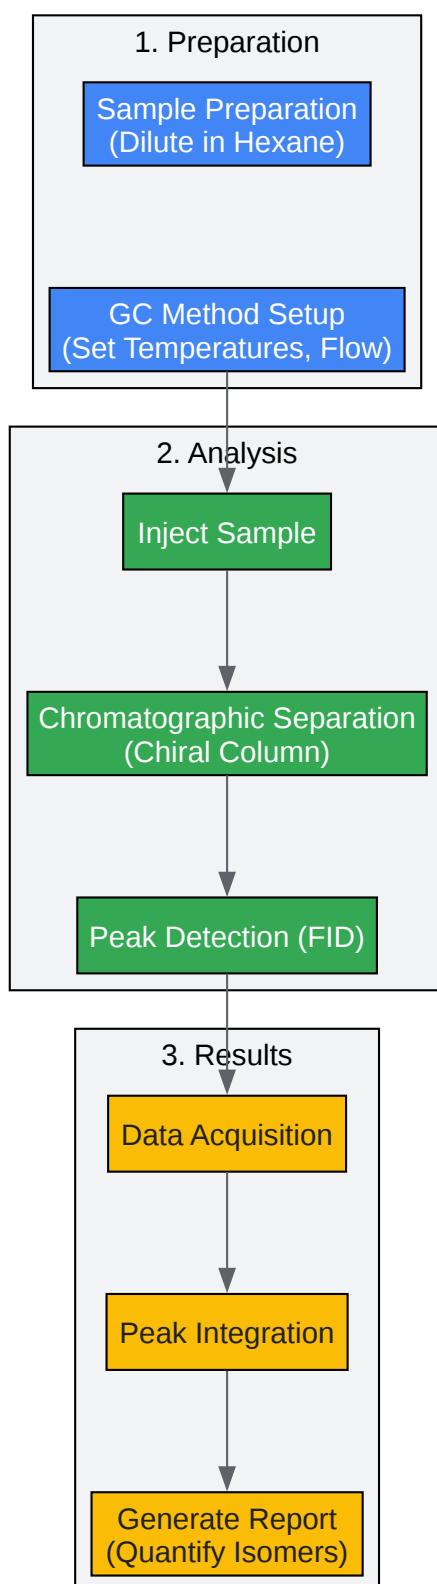 1. Preparation
Sample Preparation
(Dilute in Hexane)
GC Method Setup
(Set Temperatures, Flow)
2. Analysis
Inject Sample
Chromatographic Separation
(Chiral Column)
Peak Detection (FID)
3. Results
Data Acquisition
Peak Integration
Generate Report
(Quantify Isomers)